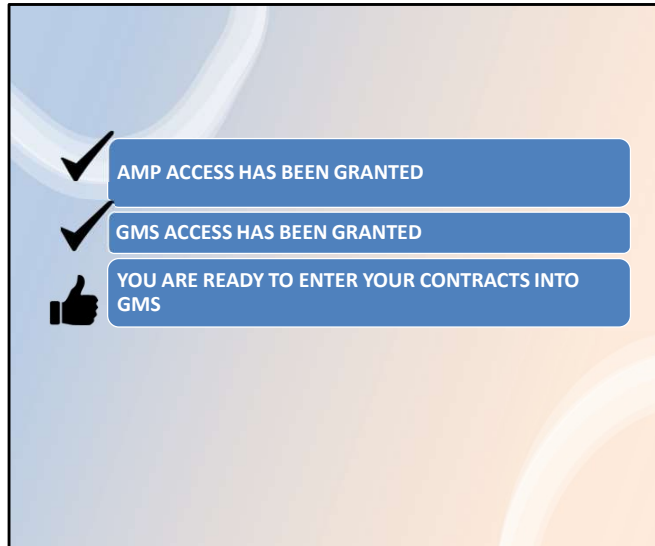 AMP ACCESS HAS BEEN GRANTED
GMS ACCESS HAS BEEN GRANTED
YOU ARE READY TO ENTER YOUR CONTRACTS INTO
GMS